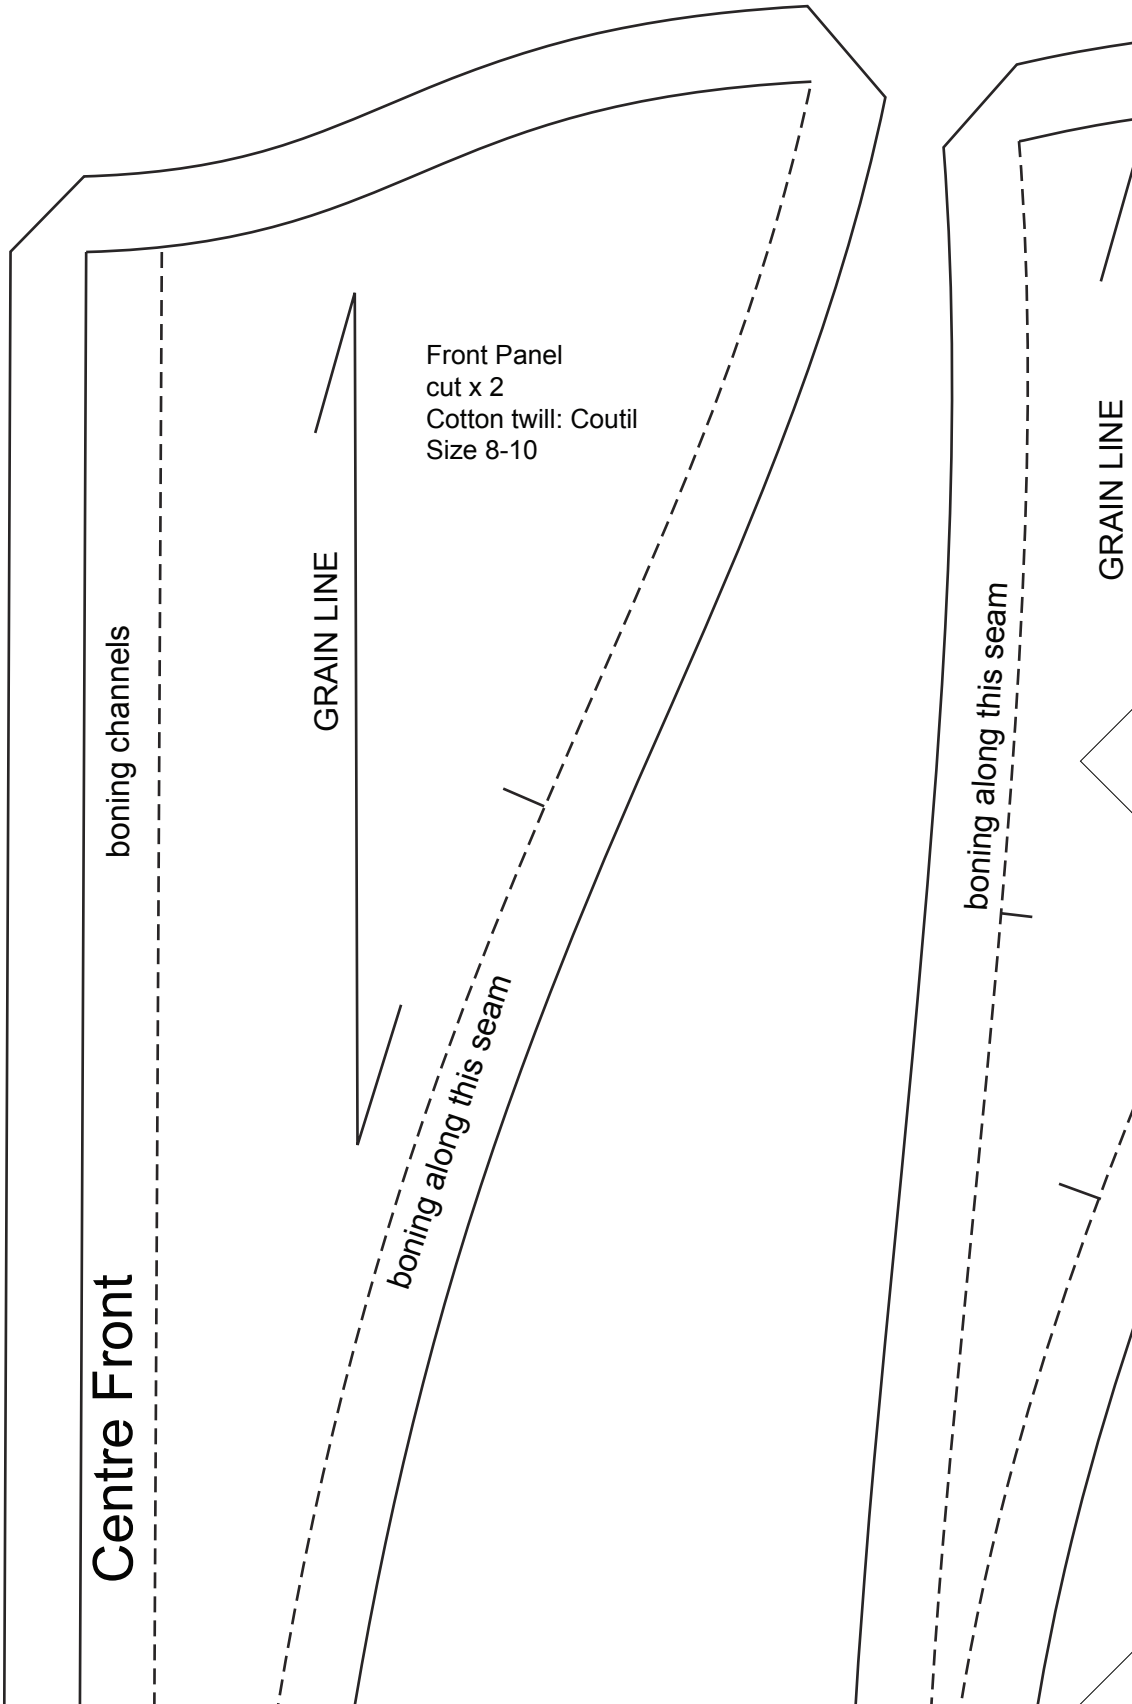 Front Panel
cut x 2
Cotton twill: Coutil
Size 8-10
GRAIN LINE
boning channels
boning along this seam
Centre Front
GRAIN LINE
boning along this seam